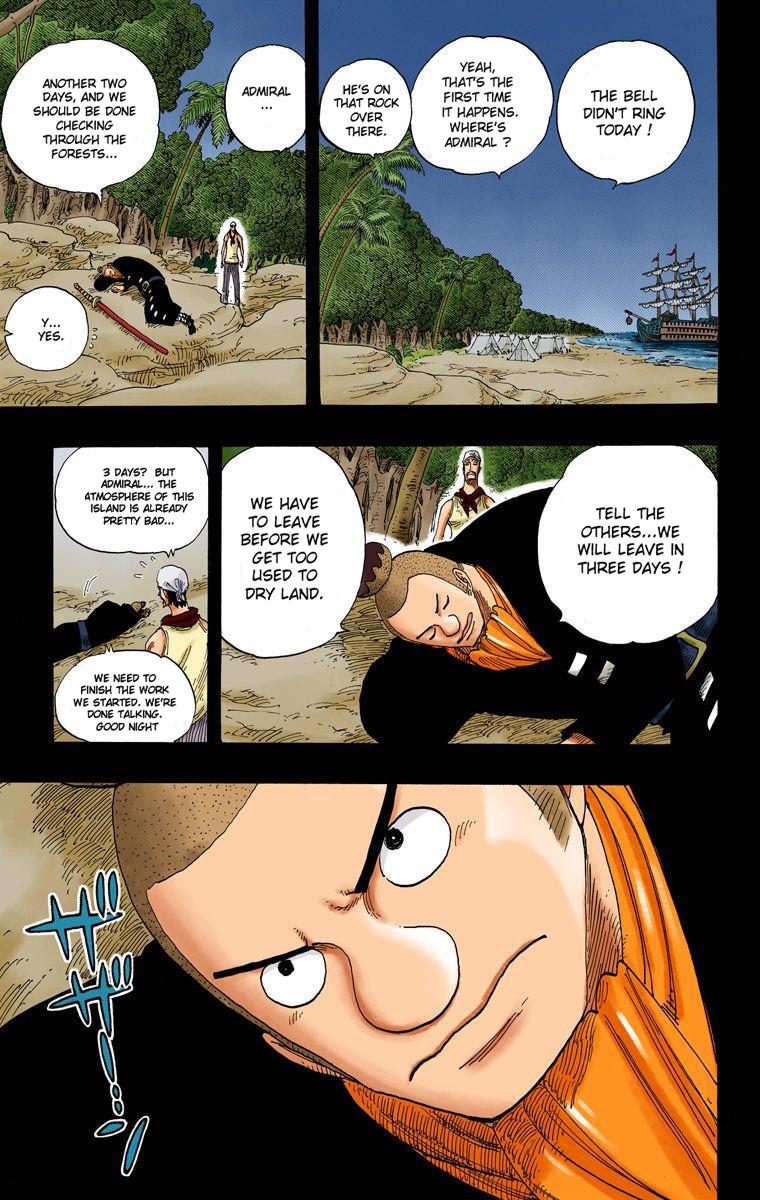 THE BELL
DIDN'T RING
TODAY !
YEAH,
THAT'S THE
FIRST TIME
IT HAPPENS.
WHERE'S
ADMIRAL ?
HE'S ON
THAT ROCK
OVER
THERE.
ADMIRAL
...
ANOTHER TWO
DAYS, AND WE
SHOULD BE DONE
CHECKING
THROUGH THE
FORESTS...
Y...
YES.
TELL THE
OTHERS...WE
WILL LEAVE IN
THREE DAYS !
WE HAVE
TO LEAVE
BEFORE WE
GET TOO
USED TO
DRY LAND.
3 DAYS? BUT
ADMIRAL... THE
ATMOSPHERE OF THIS
ISLAND IS ALREADY
PRETTY BAD...
WE NEED TO
FINISH THE WORK
WE STARTED. WE'RE
DONE TALKING.
GOOD NIGHT
ザザ…!